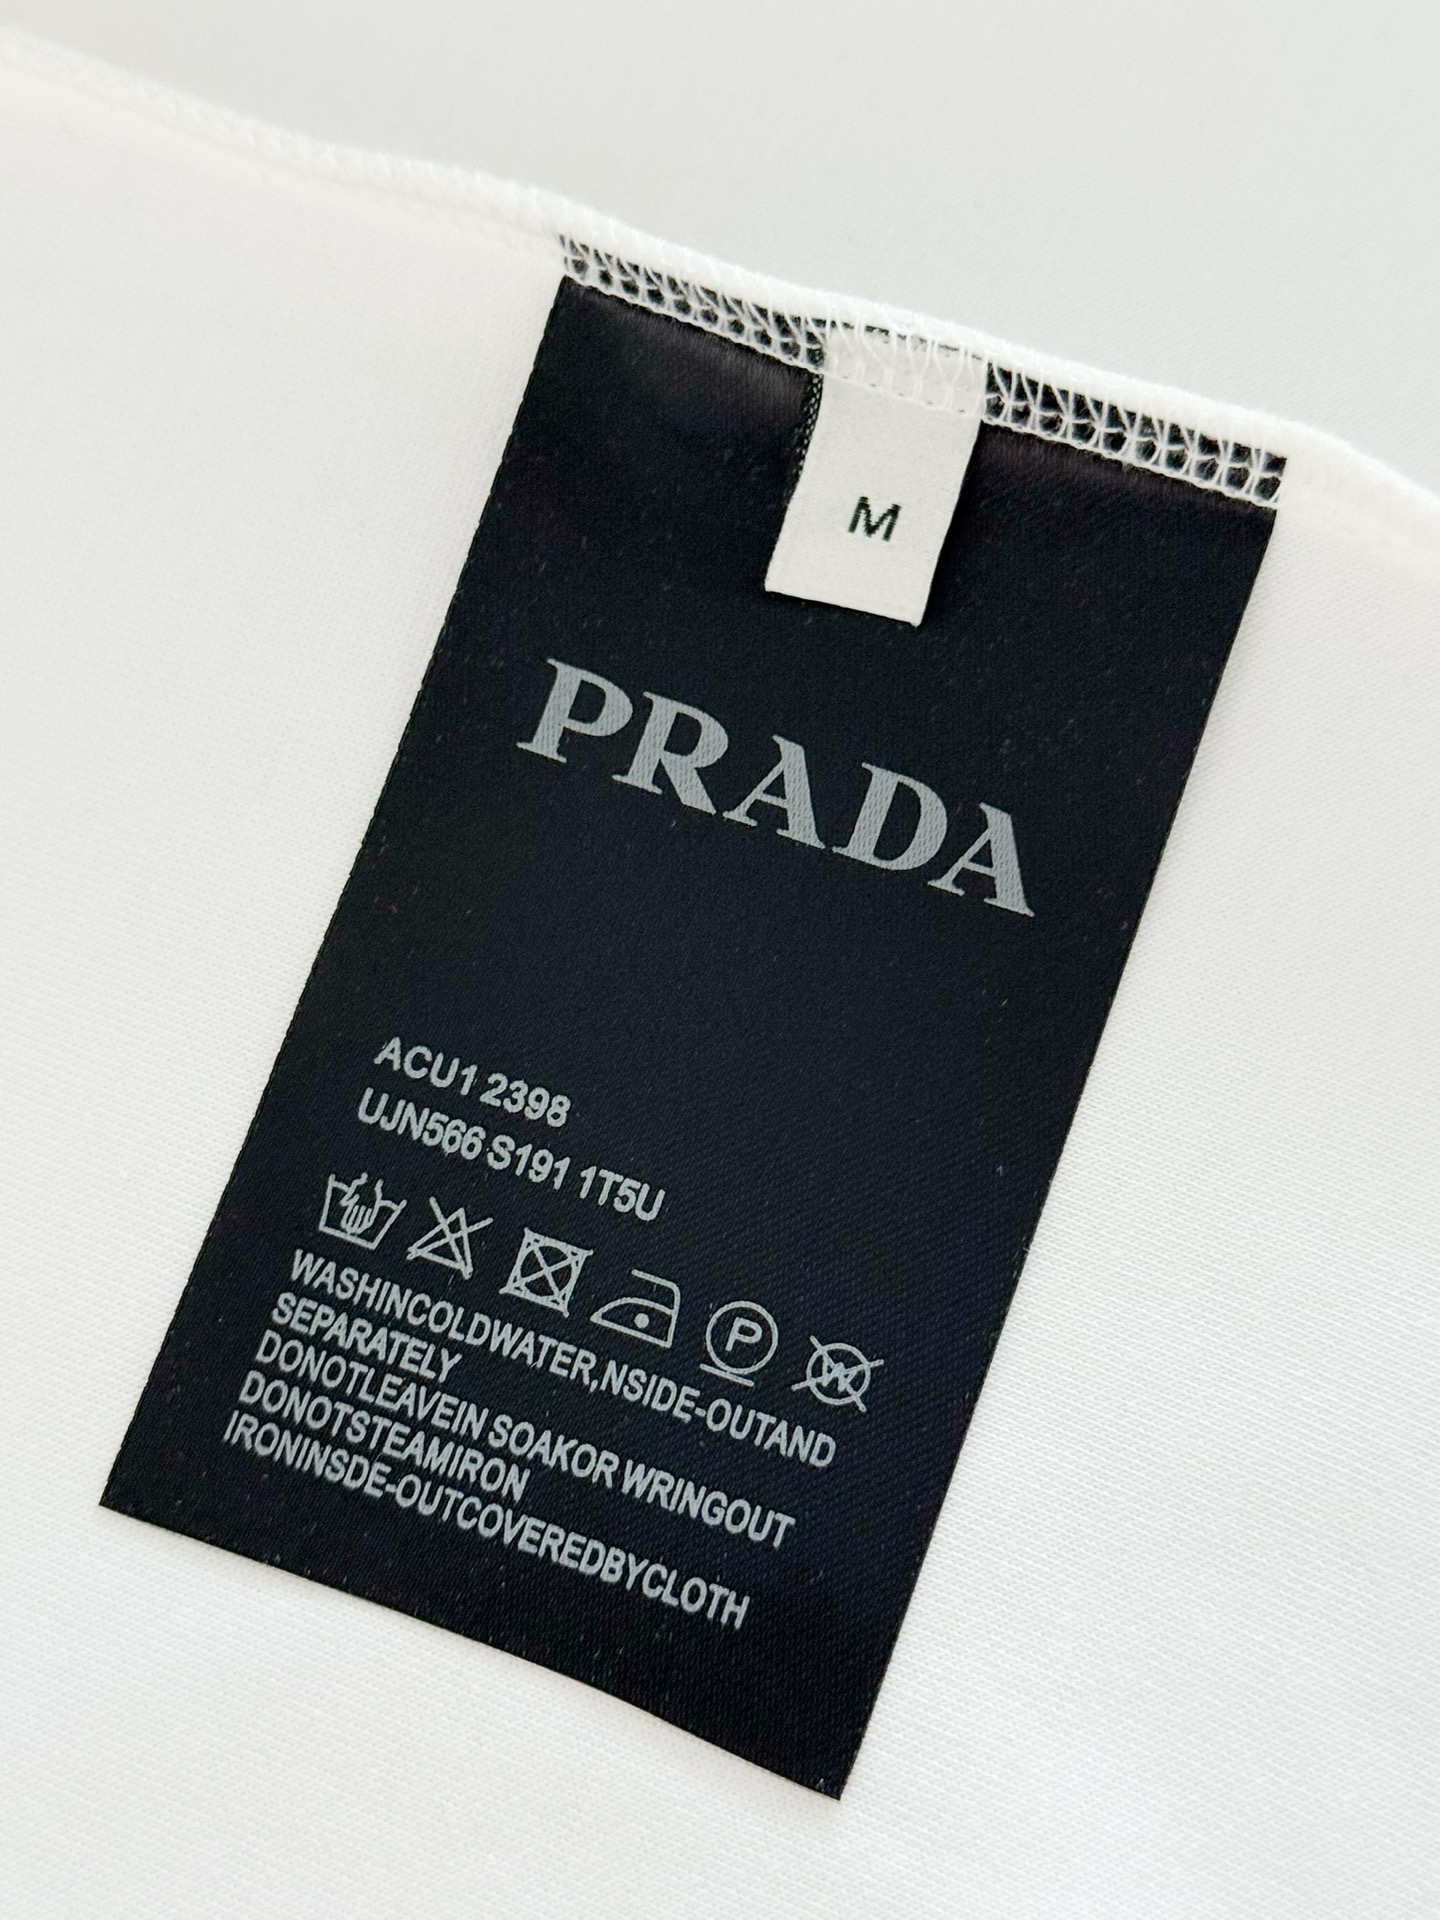 M
PRADA
ACU1 2398
UJN566 S191 1T5U
P
W
WASHINCOLDWATER,NSIDE-OUTAND
SEPARATELY
DONOTLEAVEIN SOAKOR WRINGOUT
DONOTSTEAMIRON
IRONINSDE-OUTCOVEREDBYCLOTH